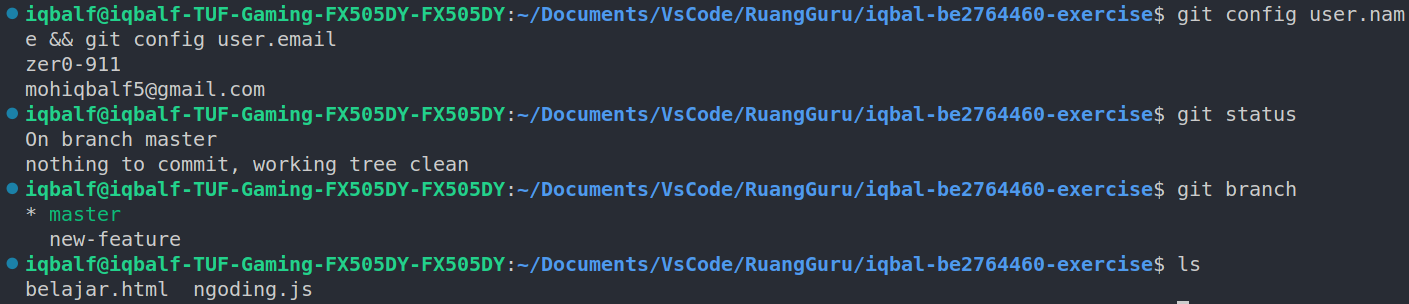 iqbalf@iqbalf-TUF-Gaming-FX505DY-FX505DY:~/Documents/VsCode/RuangGuru/iqbal-be2764460-exercise$ git config user.nam
e && git config user.email
zer0-911
mohiqbalf5@gmail.com
iqbalf@iqbalf-TUF-Gaming-FX505DY-FX505DY:~/Documents/VsCode/RuangGuru/iqbal-be2764460-exercise$ git status
On branch master
nothing to commit, working tree clean
iqbalf@iqbalf-TUF-Gaming-FX505DY-FX505DY:~/Documents/VsCode/RuangGuru/iqbal-be2764460-exercise$ git branch
* master
  new-feature
iqbalf@iqbalf-TUF-Gaming-FX505DY-FX505DY:~/Documents/VsCode/RuangGuru/iqbal-be2764460-exercise$ ls
belajar.html  ngoding.js